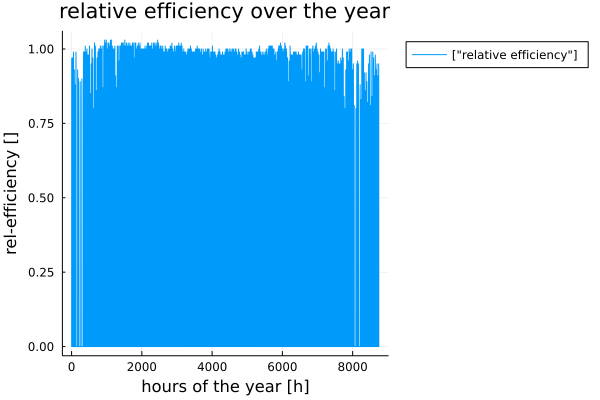 relative efficiency over the year
1.00
0.75
0.50
0.25
0.00
rel-efficiency []
0 2000 4000 6000 8000
hours of the year [h]
["relative efficiency"]